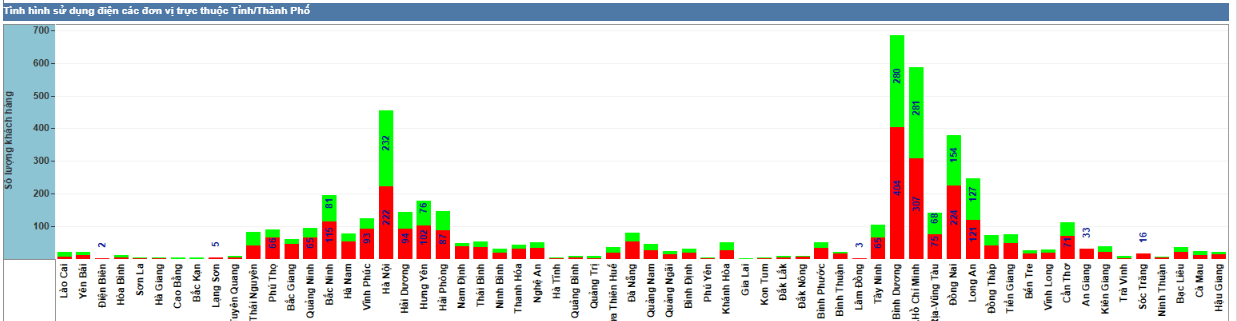 Tình hình sử dụng điện các đơn vị trực thuộc Tỉnh/Thành Phố
Số lượng khách hàng
700
600
500
400
300
200
100
2
5
66
65
81
115
93
232
222
94
76
102
87
3
65
280
404
281
307
68
75
154
224
127
121
71
33
16
Lào Cai
Yên Bái
Điện Biên
Hòa Bình
Sơn La
Hà Giang
Cao Bằng
Bắc Kạn
Lạng Sơn
Tuyên Quang
Thái Nguyên
Phú Thọ
Bắc Giang
Quảng Ninh
Bắc Ninh
Hà Nam
Vĩnh Phúc
Hà Nội
Hải Dương
Hưng Yên
Hải Phòng
Nam Định
Thái Bình
Ninh Bình
Thanh Hóa
Nghệ An
Hà Tĩnh
Quảng Bình
Quảng Trị
a Thiên Huế
Đà Nẵng
Quảng Nam
Quảng Ngãi
Bình Định
Phú Yên
Khánh Hòa
Gia Lai
Kon Tum
Đắk Lắk
Đắk Nông
Bình Phước
Bình Thuận
Lâm Đồng
Tây Ninh
Bình Dương
Hồ Chí Minh
Rịa-Vũng Tàu
Đồng Nai
Long An
Đồng Tháp
Tiền Giang
Bến Tre
Vĩnh Long
Cần Thơ
An Giang
Kiên Giang
Trà Vinh
Sóc Trăng
Ninh Thuận
Bạc Liêu
Cà Mau
Hậu Giang